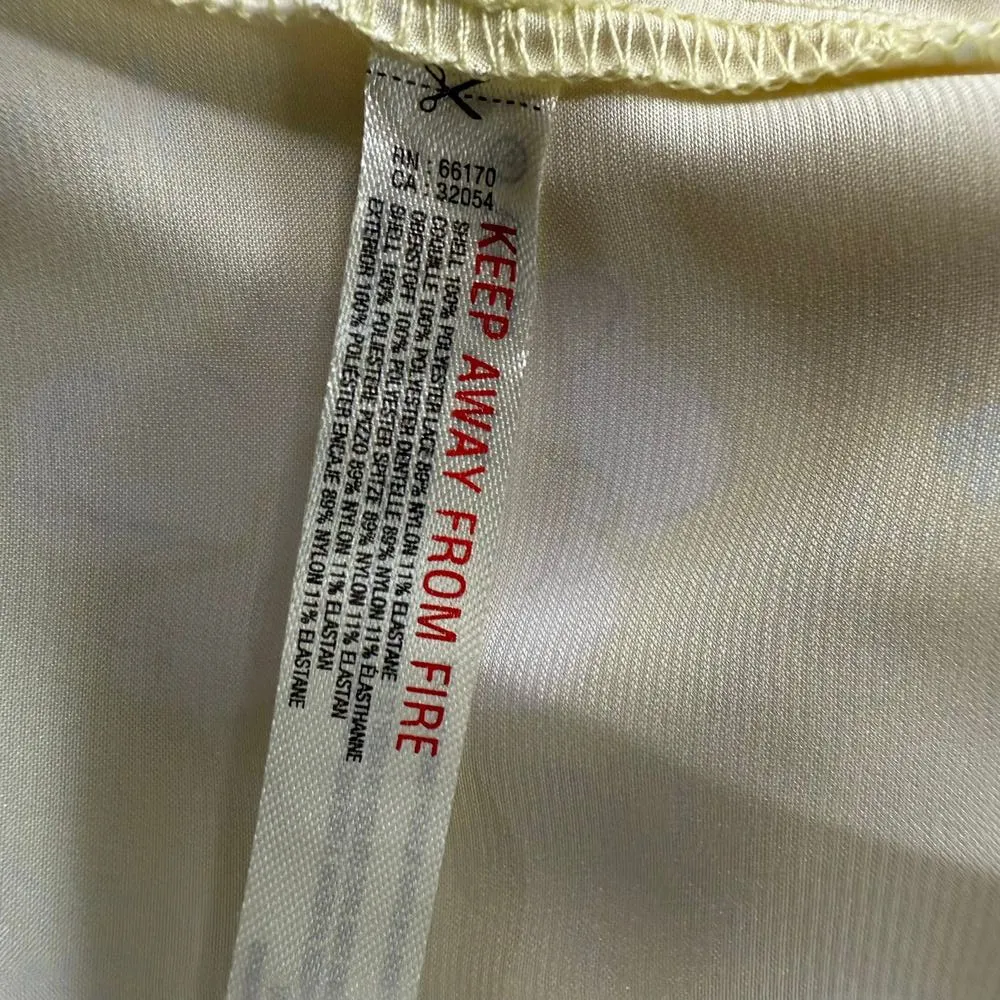 RN : 66170
CA : 32054
KEEP AWAY FROM FIRE
SHELL 100% POLYESTER LACE 89% NYLON 11% ELASTANE
COQUILLE 100% POLYESTER DENTELLE 89% NYLON 11% ELASTHANNE
OBERSTOFF 100% POLYESTER SPITZE 89% NYLON 11% ELASTAN
SHELL 100% POLIESTERE PIZZO 89% NYLON 11% ELASTAN
EXTERIOR 100% POLIESTER ENCAJE 89% NYLON 11% ELASTANE